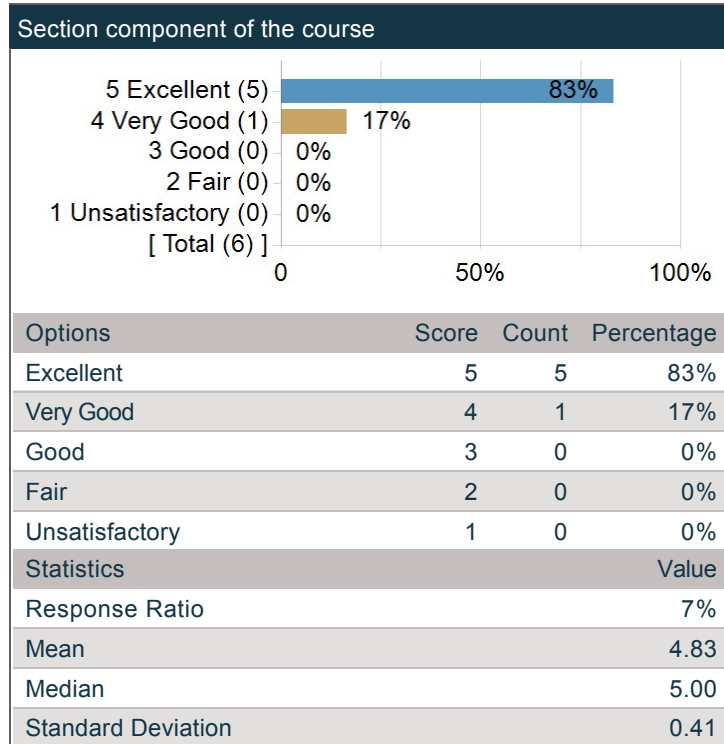 Section component of the course
5 Excellent (5) 83%
4 Very Good (1) 17%
3 Good (0) 0%
2 Fair (0) 0%
1 Unsatisfactory (0) 0%
[ Total (6) ]
0 50% 100%
Options Score Count Percentage
Excellent 5 5 83%
Very Good 4 1 17%
Good 3 0 0%
Fair 2 0 0%
Unsatisfactory 1 0 0%
Statistics Value
Response Ratio 7%
Mean 4.83
Median 5.00
Standard Deviation 0.41